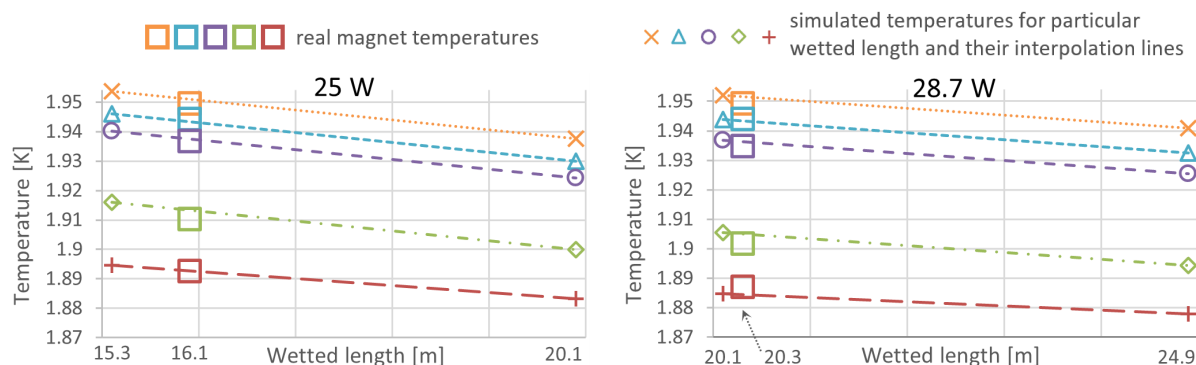 real magnet temperatures
simulated temperatures for particular
wetted length and their interpolation lines
25 W
Temperature [K]
1.95
1.94
1.93
1.92
1.91
1.9
1.89
1.88
1.87
15.3
16.1
Wetted length [m]
20.1
28.7 W
Temperature [K]
1.95
1.94
1.93
1.92
1.91
1.9
1.89
1.88
1.87
20.1
20.3
Wetted length [m]
24.9